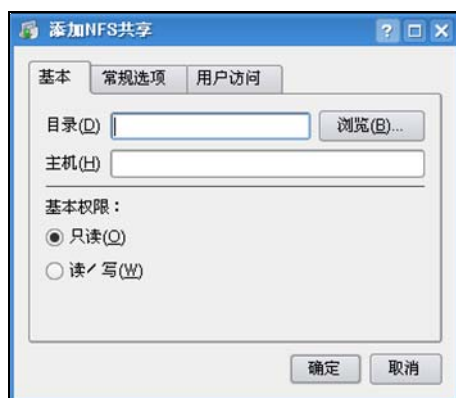 添加NFS共享
基本 常规选项 用户访问
目录(D) 浏览(B)...
主机(H)
基本权限：
只读(O)
读／写(W)
确定 取消